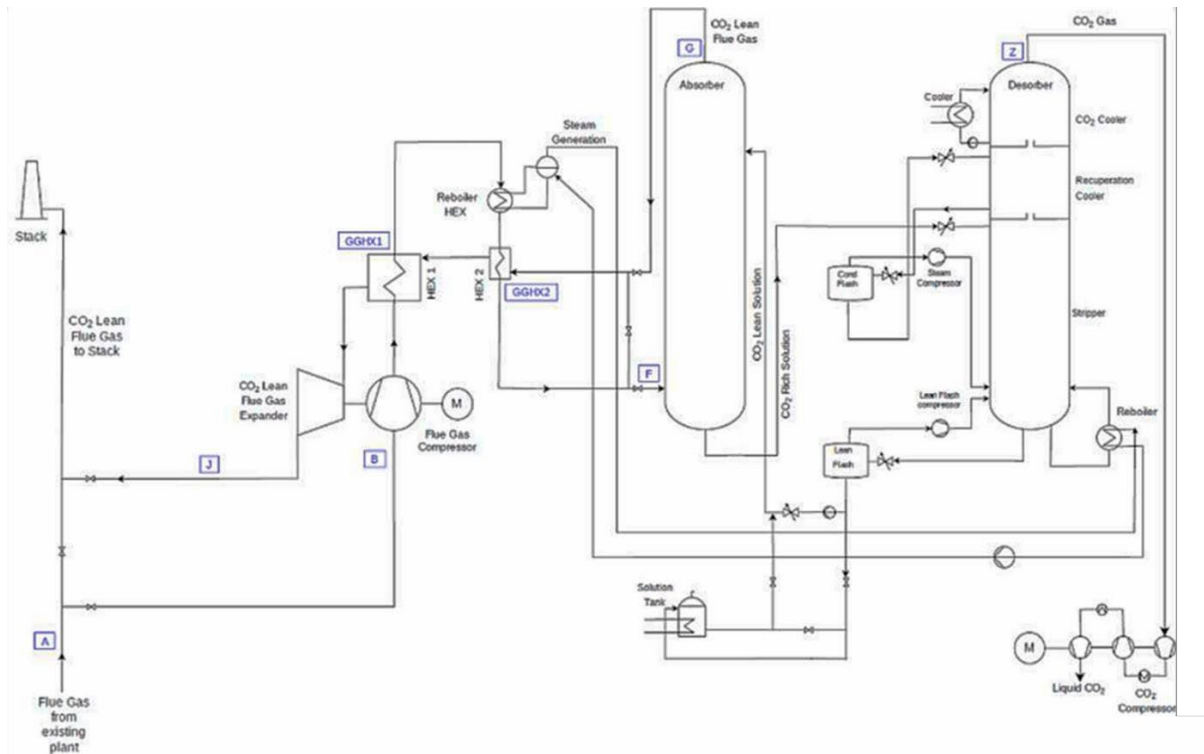 CO2 Lean
Flue Gas
G
Absorber
CO2 Gas
Z
Desorber
Cooler
CO2 Cooler
Recuperation
Cooler
Steam
Generation
Reboiler
HEX
Stack
GGHX1
HEX 1
HEX 2
GGHX2
CO2 Lean
Flue Gas
to Stack
CO2 Lean
Flue Gas
Expander
M
Flue Gas
Compressor
F
B
J
CO2 Lean Solution
CO2 Rich Solution
Cond
Flash
Steam
Compressor
Stripper
Lean Flash
compressor
Reboiler
Lean
Flash
Solution
Tank
A
Flue Gas
from
existing
plant
M
Liquid CO2
CO2
Compressor